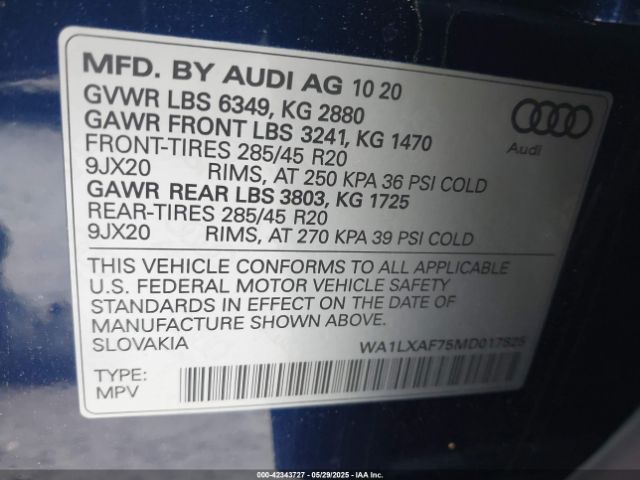 MFD. BY AUDI AG 10 20
GVWR LBS 6349, KG 2880
GAWR FRONT LBS 3241, KG 1470
FRONT-TIRES 285/45 R20
9JX20 RIMS, AT 250 KPA 36 PSI COLD
GAWR REAR LBS 3803, KG 1725
REAR-TIRES 285/45 R20
9JX20 RIMS, AT 270 KPA 39 PSI COLD
Audi
THIS VEHICLE CONFORMS TO ALL APPLICABLE
U.S. FEDERAL MOTOR VEHICLE SAFETY
STANDARDS IN EFFECT ON THE DATE OF
MANUFACTURE SHOWN ABOVE.
SLOVAKIA WA1LXAF75MD017825
TYPE:
MPV
000-42343727 - 05/29/2025 - IAA, Inc.